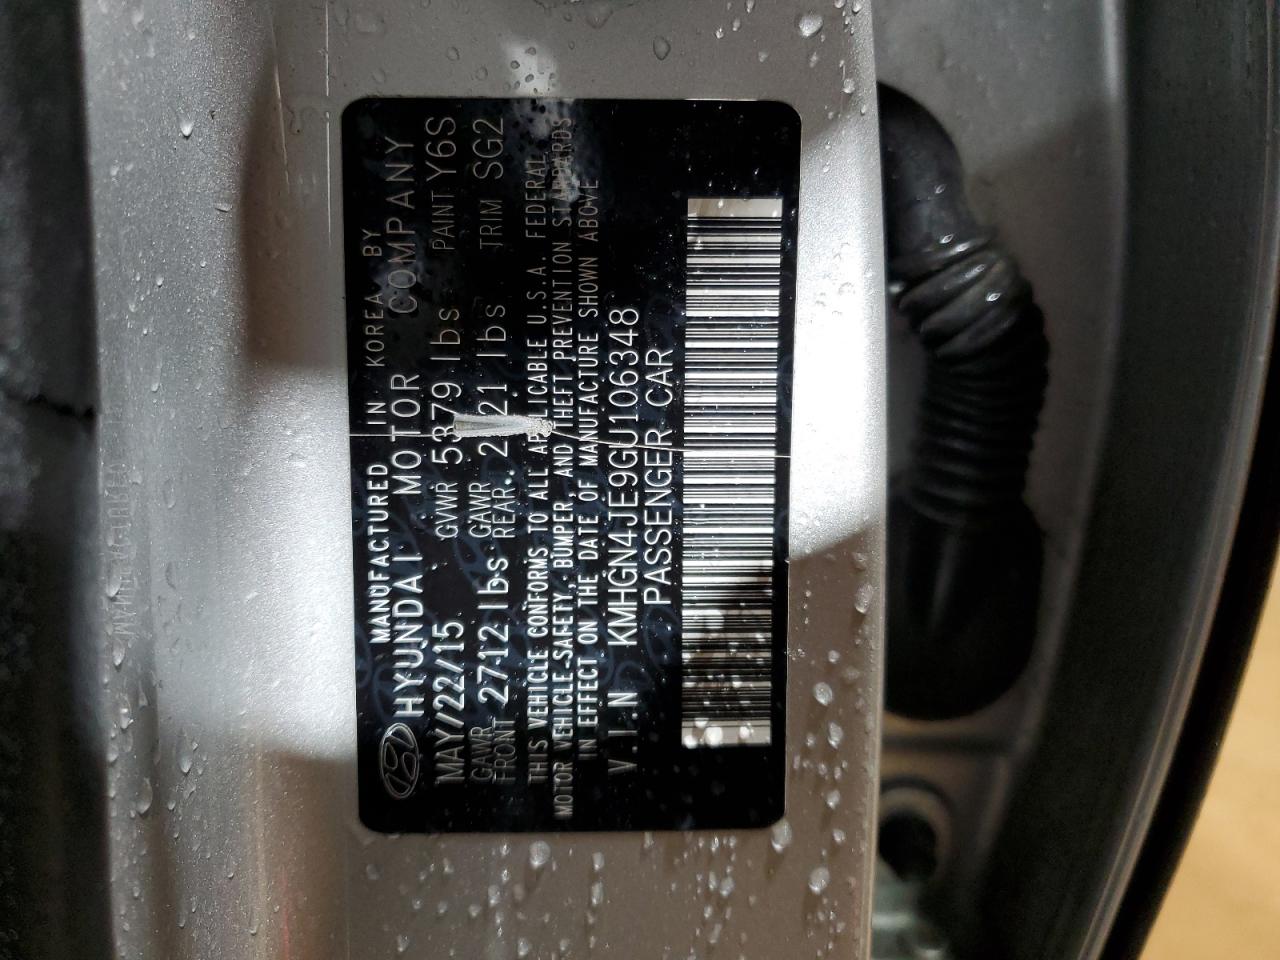 MANUFACTURED IN KOREA BY
HYUNDAI MOTOR COMPANY
MAY/22/15 GVWR 5379 lbs PAINT Y6S
GAWR FRONT 2712 lbs GAWR REAR. 21 lbs TRIM SG2
THIS VEHICLE CONFORMS TO ALL APPLICABLE U.S.A. FEDERAL
MOTOR VEHICLE-SAFETY, BUMPER, AND/THEFT PREVENTION STANDARDS
IN EFFECT ON THE DATE OF MANUFACTURE SHOWN ABOVE
V.I.N KMHGN4JE9GU106348
PASSENGER CAR